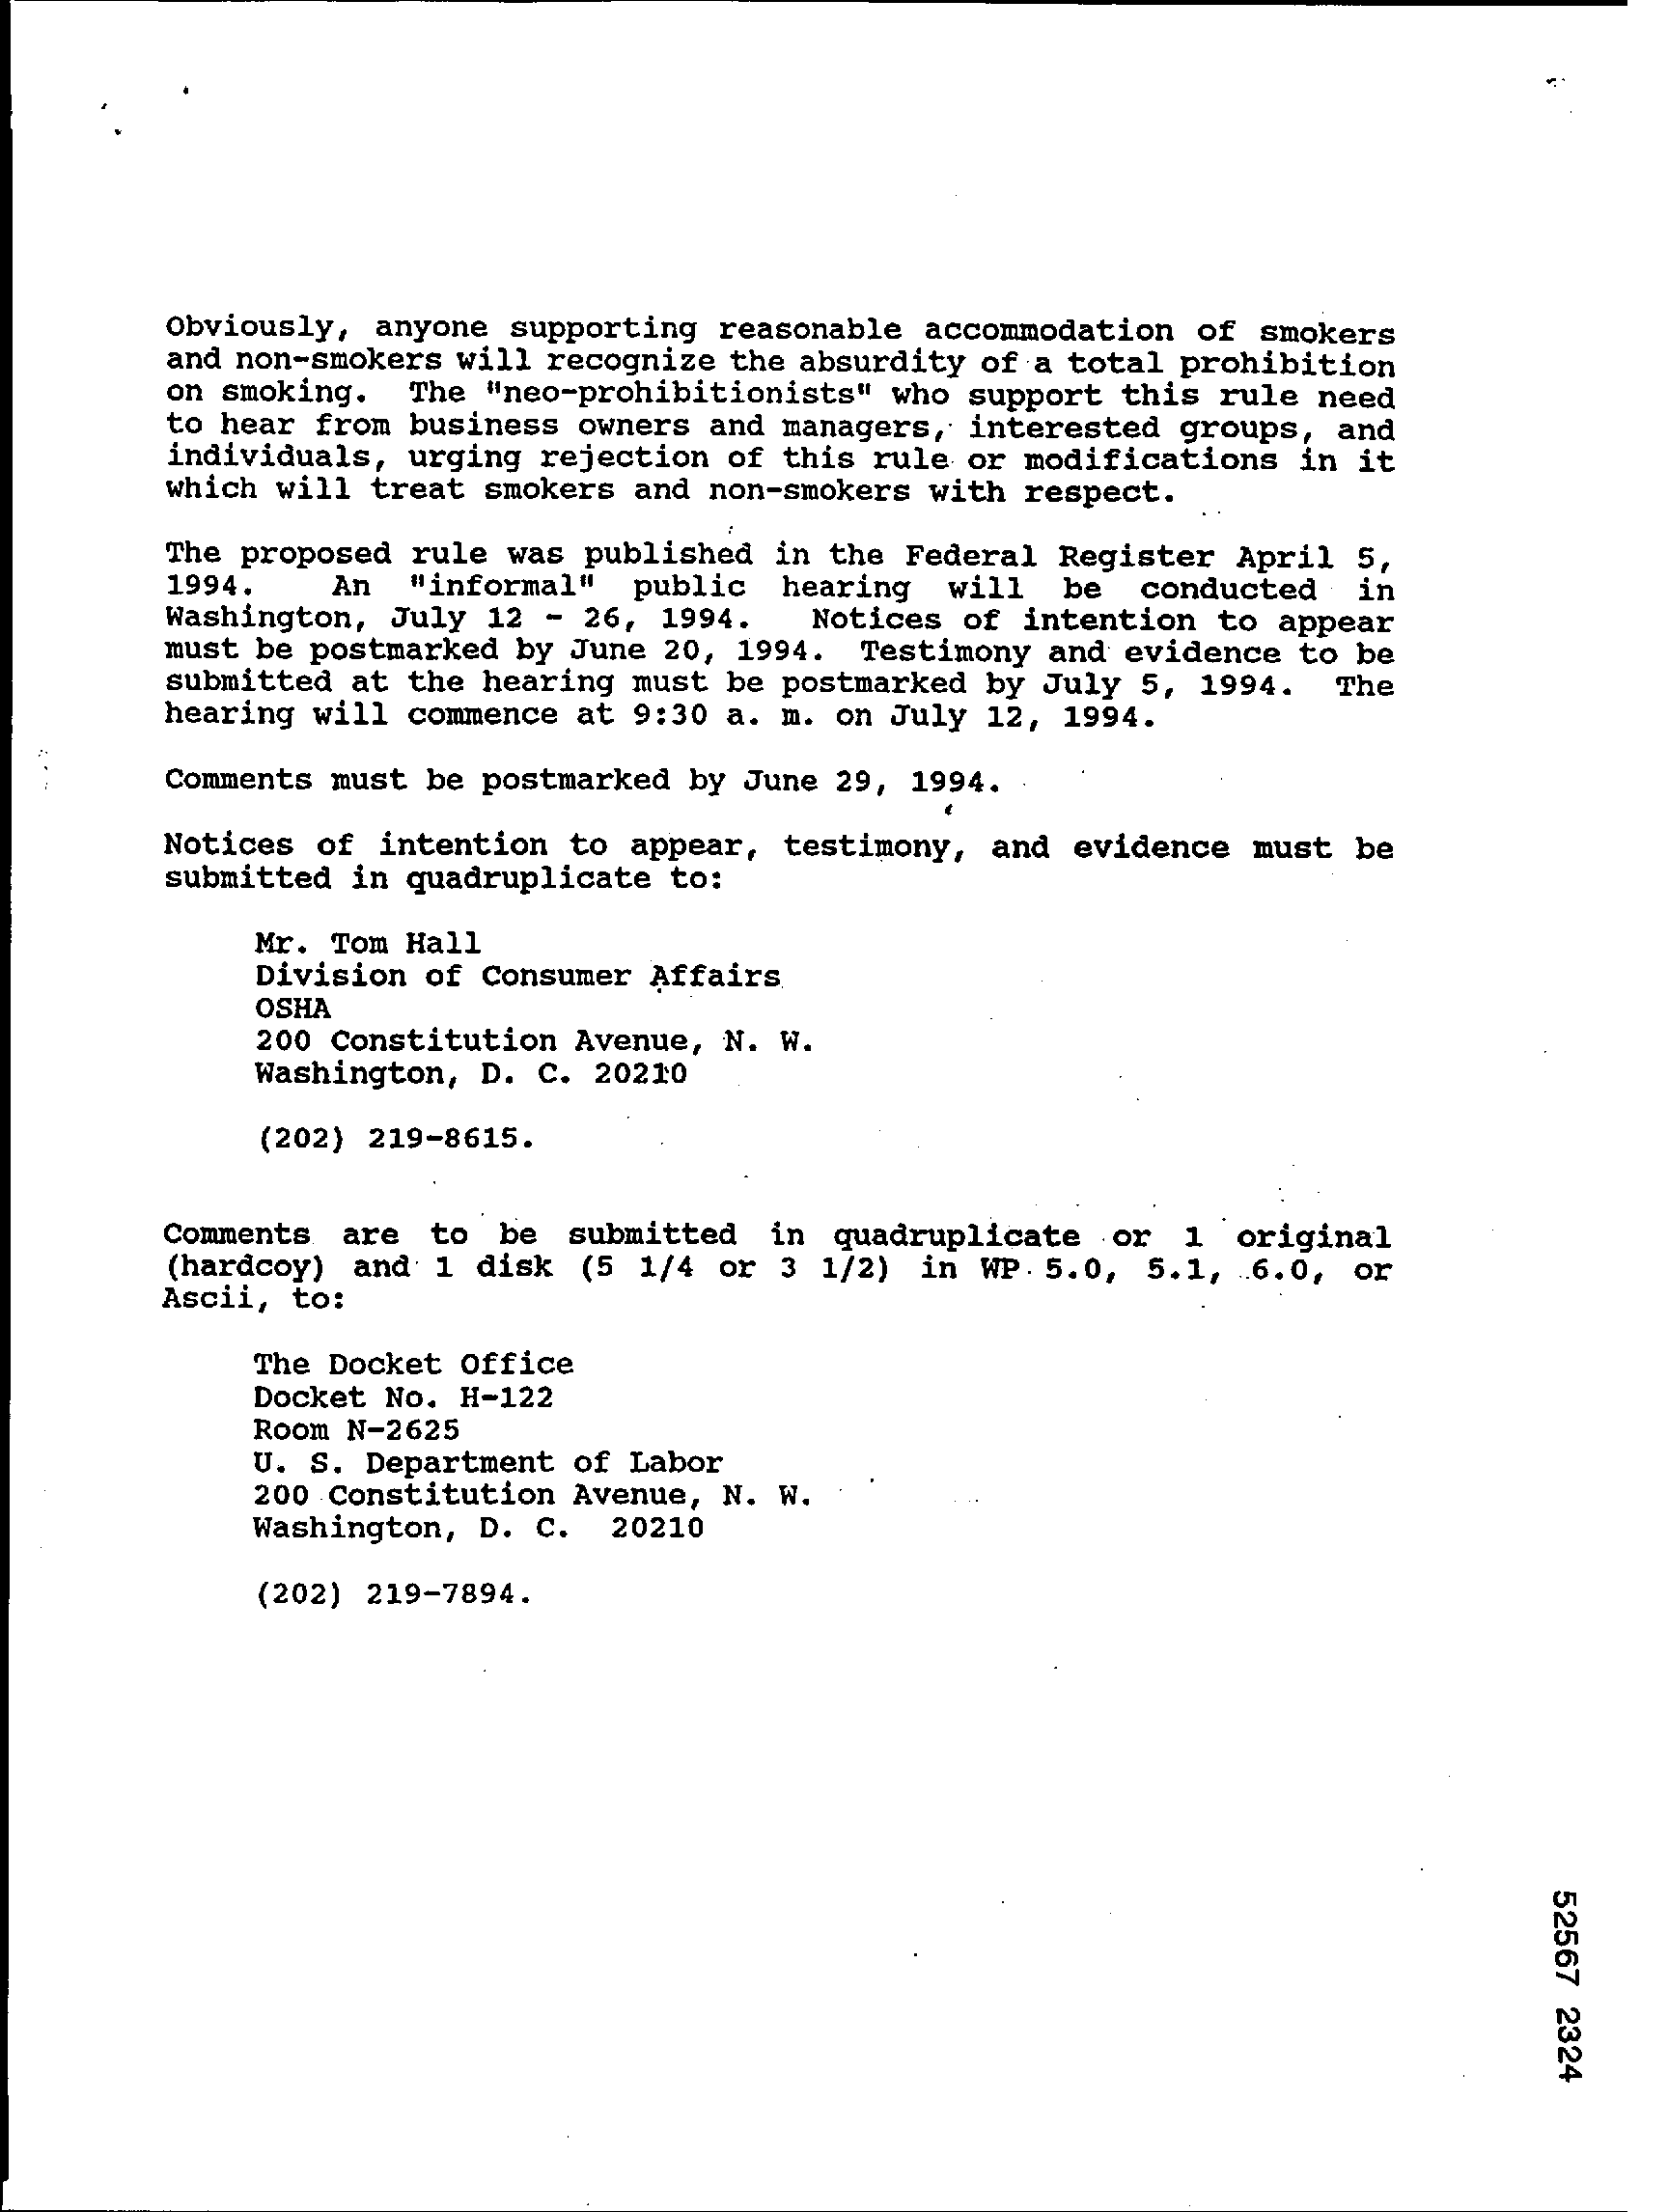 Obviously, anyone supporting reasonable accommodation of smokers
and non-smokers will recognize the absurdity of a total prohibition
on smoking. The "neo-prohibitionists" who support this rule need
to hear from business owners and managers, interested groups, and
individuals, urging rejection of this rule or modifications in it
which will treat smokers and non-smokers with respect.
The proposed rule was published in the Federal Register April 5,
1994. An "informal" public hearing will be conducted in
Washington, July 12 - 26, 1994. Notices of intention to appear
must be postmarked by June 20, 1994. Testimony and evidence to be
submitted at the hearing must be postmarked by July 5, 1994. The
hearing will commence at 9:30 a. m. on July 12, 1994.
Comments must be postmarked by June 29, 1994.
Notices of intention to appear, testimony, and evidence must be
submitted in quadruplicate to:
Mr. Tom Hall
Division of Consumer Affairs
OSHA
200 Constitution Avenue, N. W.
Washington, D. C. 20210
(202) 219-8615.
Comments are to be submitted in quadruplicate or 1 original
(hardcoy) and 1 disk (5 1/4 or 3 1/2) in WP 5.0, 5.1, 6.0, or
Ascii, to:
The Docket Office
Docket No. H-122
Room N-2625
U. S. Department of Labor
200 Constitution Avenue, N. W.
Washington, D. C. 20210
(202) 219-7894.
52567 2324